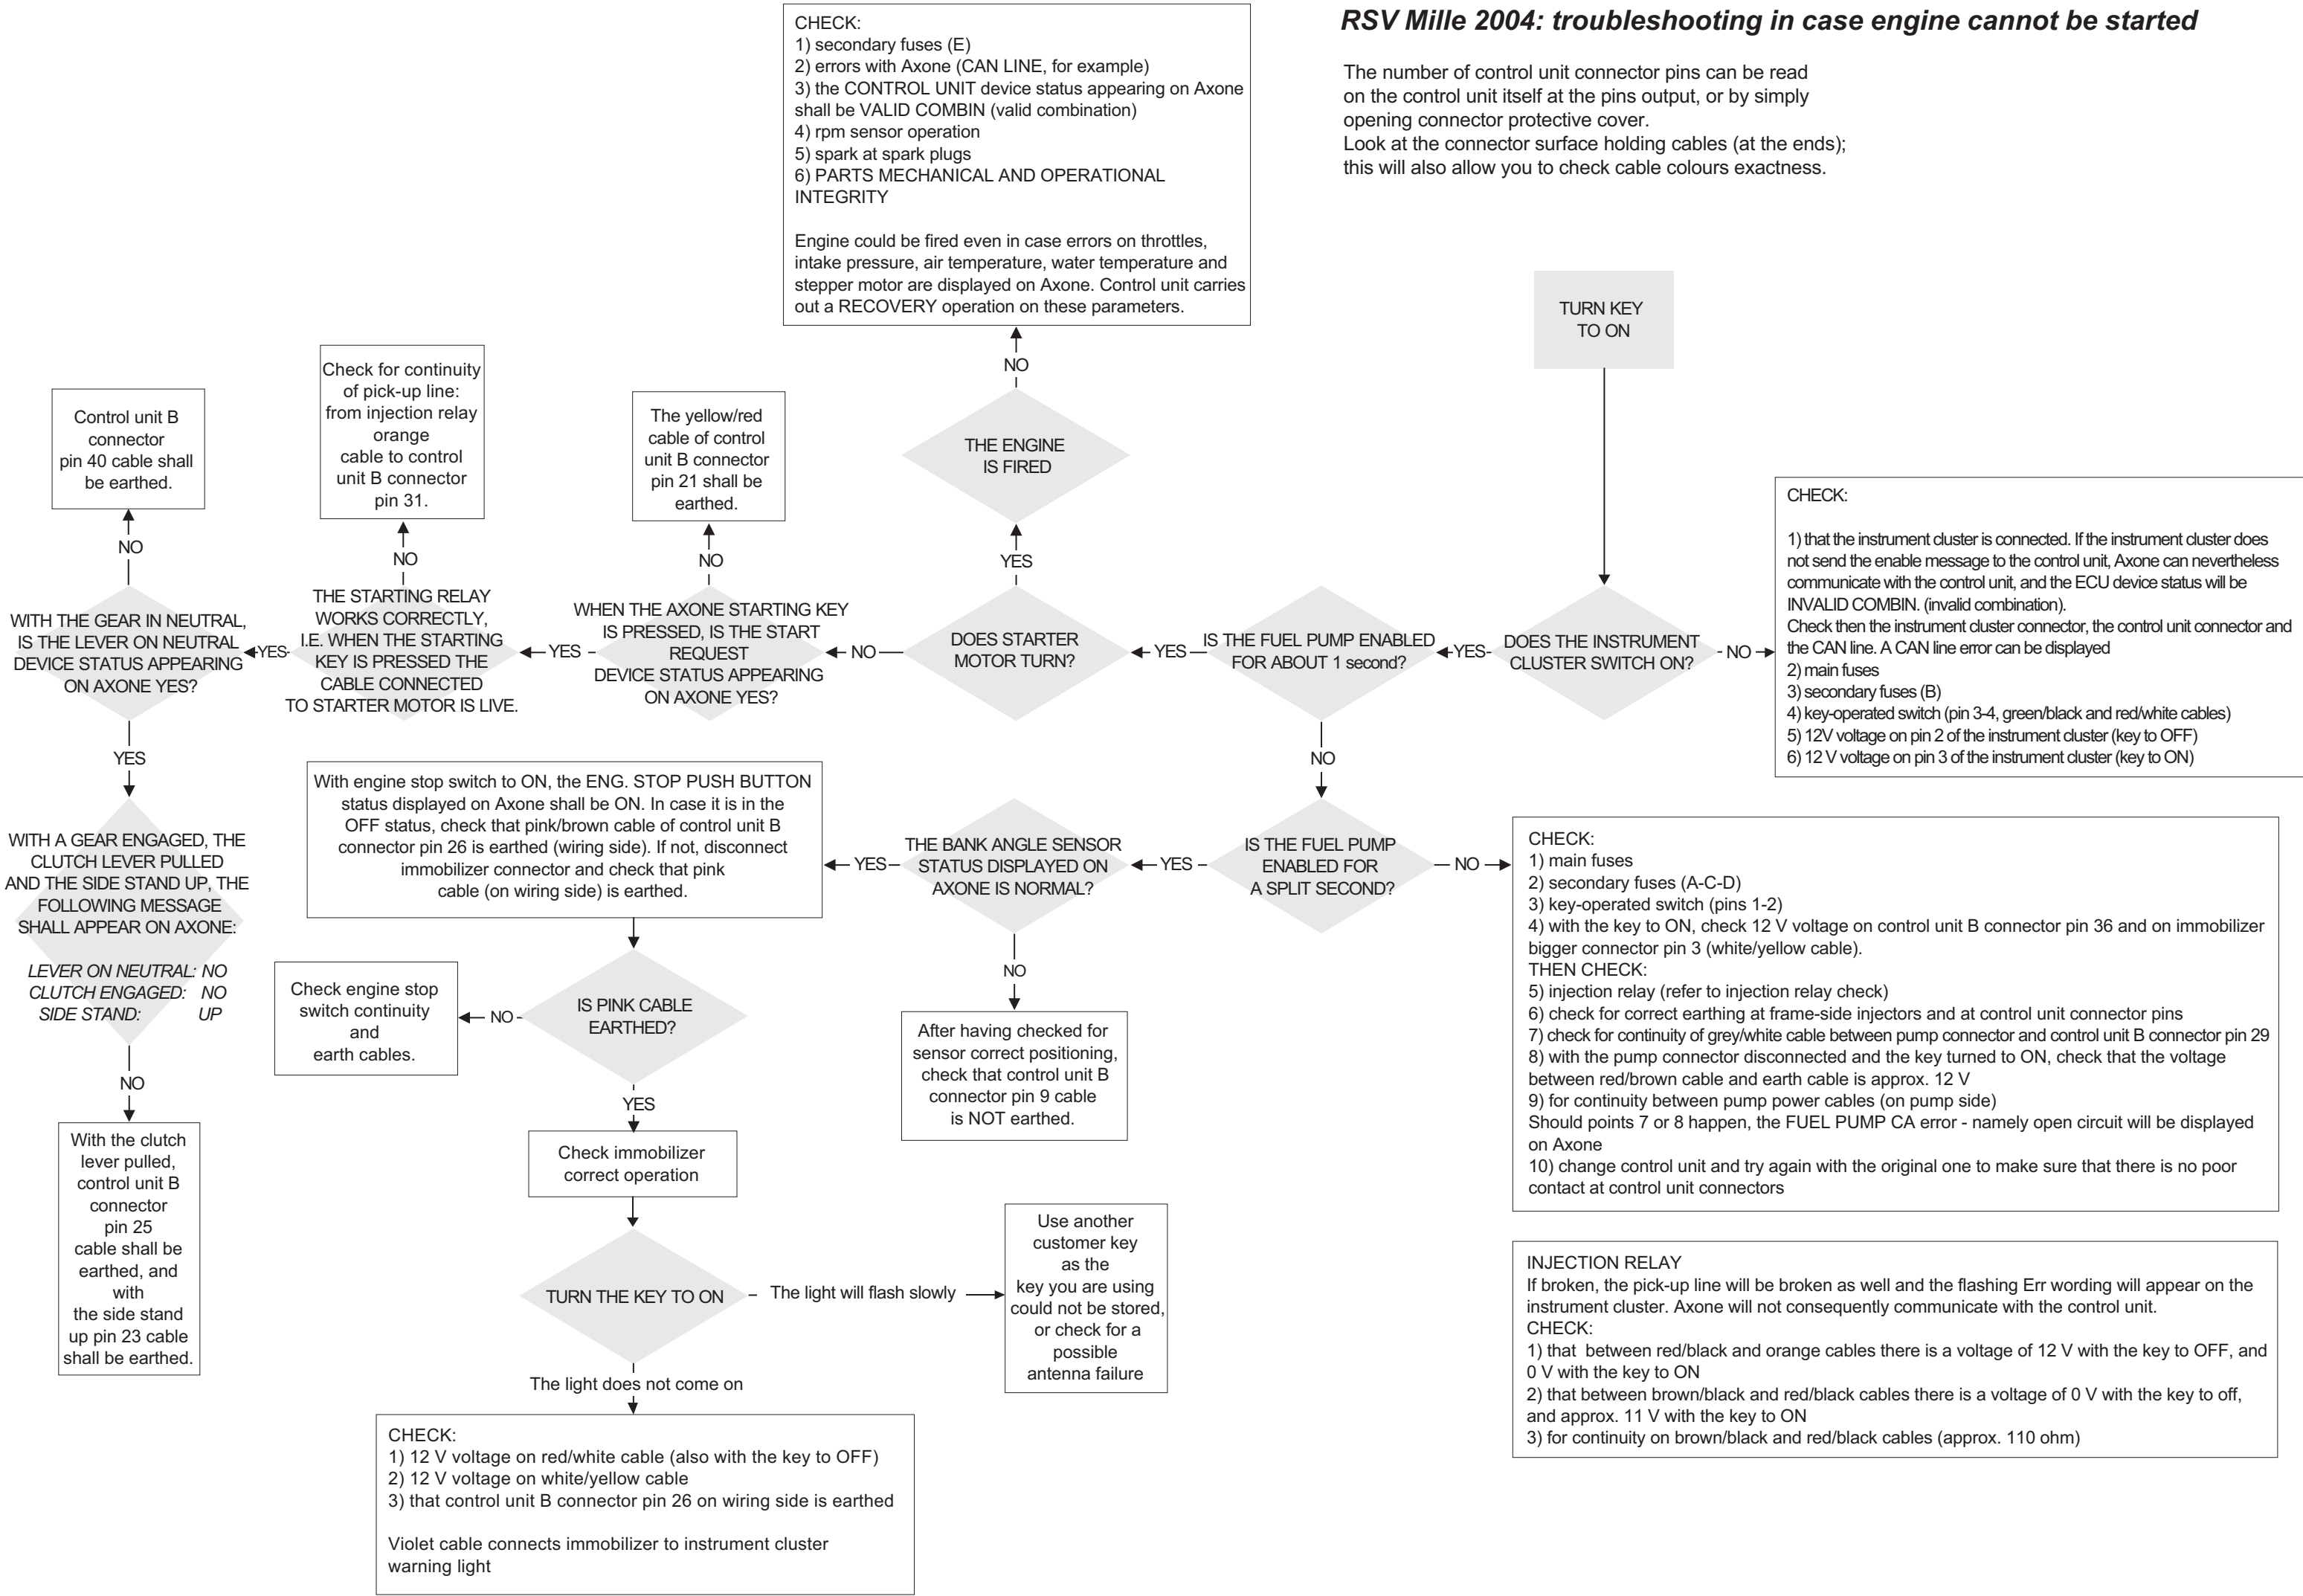 RSV Mille 2004: troubleshooting in case engine cannot be started
The number of control unit connector pins can be read
on the control unit itself at the pins output, or by simply
opening connector protective cover.
Look at the connector surface holding cables (at the ends);
this will also allow you to check cable colours exactness.
CHECK:
1) secondary fuses (E)
2) errors with Axone (CAN LINE, for example)
3) the CONTROL UNIT device status appearing on Axone
shall be VALID COMBIN (valid combination)
4) rpm sensor operation
5) spark at spark plugs
6) PARTS MECHANICAL AND OPERATIONAL
INTEGRITY
Engine could be fired even in case errors on throttles,
intake pressure, air temperature, water temperature and
stepper motor are displayed on Axone. Control unit carries
out a RECOVERY operation on these parameters.
TURN KEY
TO ON
NO
Check for continuity
of pick-up line:
from injection relay
orange
cable to control
unit B connector
pin 31.
Control unit B
connector
pin 40 cable shall
be earthed.
The yellow/red
cable of control
unit B connector
pin 21 shall be
earthed.
THE ENGINE
IS FIRED
NO
NO
NO
YES
CHECK:
1) that the instrument cluster is connected. If the instrument cluster does
not send the enable message to the control unit, Axone can nevertheless
communicate with the control unit, and the ECU device status will be
INVALID COMBIN. (invalid combination).
Check then the instrument cluster connector, the control unit connector and
the CAN line. A CAN line error can be displayed
2) main fuses
3) secondary fuses (B)
4) key-operated switch (pin 3-4, green/black and red/white cables)
5) 12V voltage on pin 2 of the instrument cluster (key to OFF)
6) 12 V voltage on pin 3 of the instrument cluster (key to ON)
WITH THE GEAR IN NEUTRAL,
IS THE LEVER ON NEUTRAL
DEVICE STATUS APPEARING
ON AXONE YES?
YES
THE STARTING RELAY
WORKS CORRECTLY,
I.E. WHEN THE STARTING
KEY IS PRESSED THE
CABLE CONNECTED
TO STARTER MOTOR IS LIVE.
YES
WHEN THE AXONE STARTING KEY
IS PRESSED, IS THE START
REQUEST
DEVICE STATUS APPEARING
ON AXONE YES?
NO
DOES STARTER
MOTOR TURN?
YES
IS THE FUEL PUMP ENABLED
FOR ABOUT 1 second?
YES
DOES THE INSTRUMENT
CLUSTER SWITCH ON?
NO
YES
NO
With engine stop switch to ON, the ENG. STOP PUSH BUTTON
status displayed on Axone shall be ON. In case it is in the
OFF status, check that pink/brown cable of control unit B
connector pin 26 is earthed (wiring side). If not, disconnect
immobilizer connector and check that pink
cable (on wiring side) is earthed.
WITH A GEAR ENGAGED, THE
CLUTCH LEVER PULLED
AND THE SIDE STAND UP, THE
FOLLOWING MESSAGE
SHALL APPEAR ON AXONE:
LEVER ON NEUTRAL: NO
CLUTCH ENGAGED: NO
SIDE STAND: UP
YES
THE BANK ANGLE SENSOR
STATUS DISPLAYED ON
AXONE IS NORMAL?
YES
IS THE FUEL PUMP
ENABLED FOR
A SPLIT SECOND?
NO
CHECK:
1) main fuses
2) secondary fuses (A-C-D)
3) key-operated switch (pins 1-2)
4) with the key to ON, check 12 V voltage on control unit B connector pin 36 and on immobilizer
bigger connector pin 3 (white/yellow cable).
THEN CHECK:
5) injection relay (refer to injection relay check)
6) check for correct earthing at frame-side injectors and at control unit connector pins
7) check for continuity of grey/white cable between pump connector and control unit B connector pin 29
8) with the pump connector disconnected and the key turned to ON, check that the voltage
between red/brown cable and earth cable is approx. 12 V
9) for continuity between pump power cables (on pump side)
Should points 7 or 8 happen, the FUEL PUMP CA error - namely open circuit will be displayed
on Axone
10) change control unit and try again with the original one to make sure that there is no poor
contact at control unit connectors
NO
Check engine stop
switch continuity
and
earth cables.
NO
IS PINK CABLE
EARTHED?
After having checked for
sensor correct positioning,
check that control unit B
connector pin 9 cable
is NOT earthed.
NO
YES
With the clutch
lever pulled,
control unit B
connector
pin 25
cable shall be
earthed, and
with
the side stand
up pin 23 cable
shall be earthed.
Check immobilizer
correct operation
TURN THE KEY TO ON
The light will flash slowly
Use another
customer key
as the
key you are using
could not be stored,
or check for a
possible
antenna failure
The light does not come on
INJECTION RELAY
If broken, the pick-up line will be broken as well and the flashing Err wording will appear on the
instrument cluster. Axone will not consequently communicate with the control unit.
CHECK:
1) that between red/black and orange cables there is a voltage of 12 V with the key to OFF, and
0 V with the key to ON
2) that between brown/black and red/black cables there is a voltage of 0 V with the key to off,
and approx. 11 V with the key to ON
3) for continuity on brown/black and red/black cables (approx. 110 ohm)
CHECK:
1) 12 V voltage on red/white cable (also with the key to OFF)
2) 12 V voltage on white/yellow cable
3) that control unit B connector pin 26 on wiring side is earthed
Violet cable connects immobilizer to instrument cluster
warning light